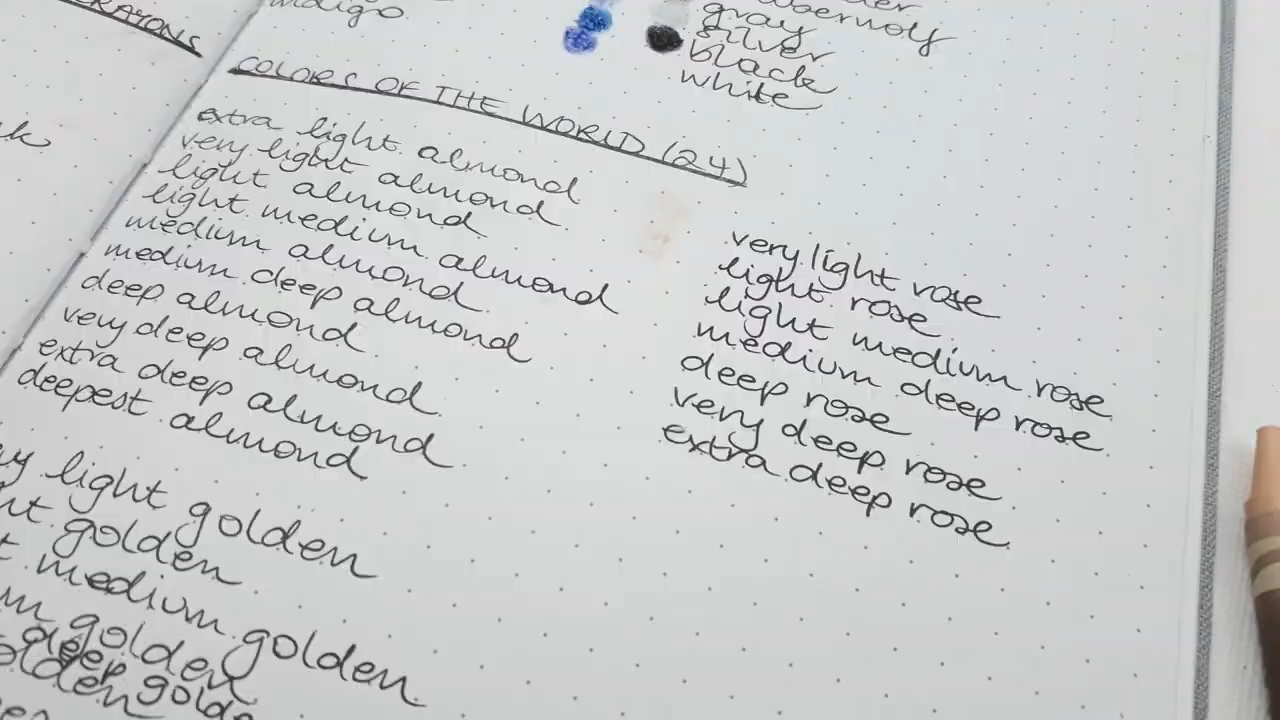 indigo
gray
silver
black
white
COLORS OF THE WORLD (24)
extra light almond
very light almond
light almond
light medium almond
medium almond
medium deep almond
deep almond
very deep almond
extra deep almond
deepest almond
light golden
golden
medium golden
golden
deep
golden
very light rose
light rose
light medium rose
medium deep rose
deep rose
very deep rose
extra deep rose